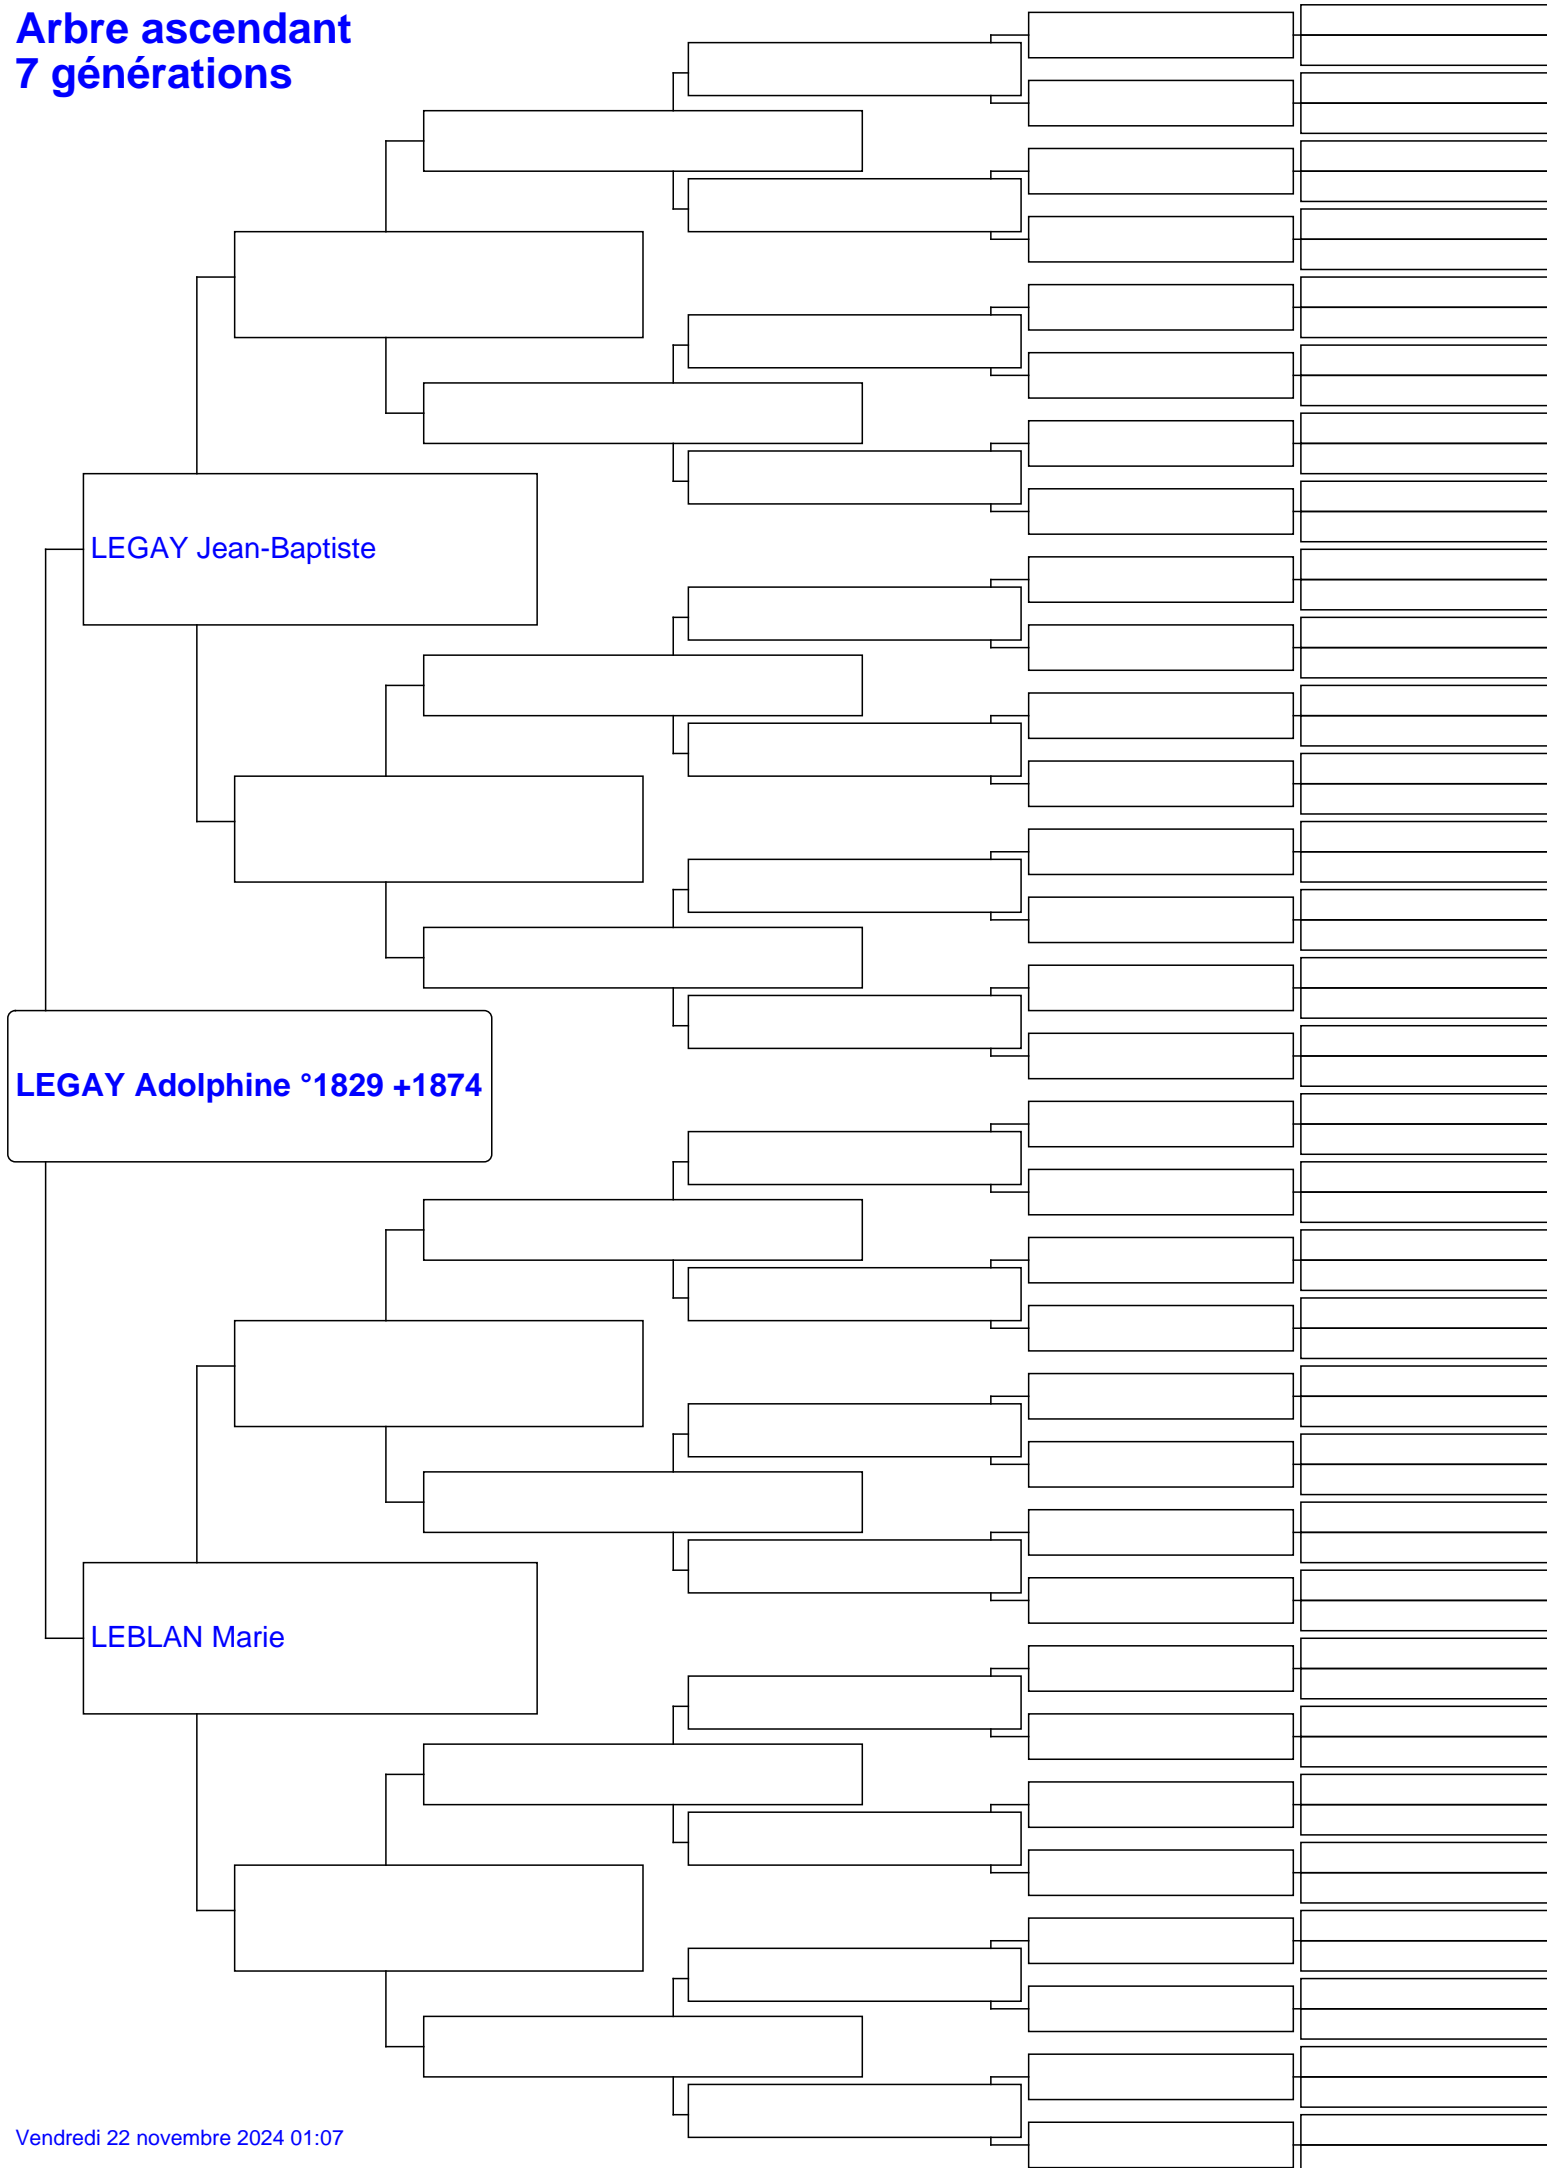 Arbre ascendant
7 générations
LEGAY Jean-Baptiste
LEGAY Adolphine °1829 +1874
LEBLAN Marie
Vendredi 22 novembre 2024 01:07